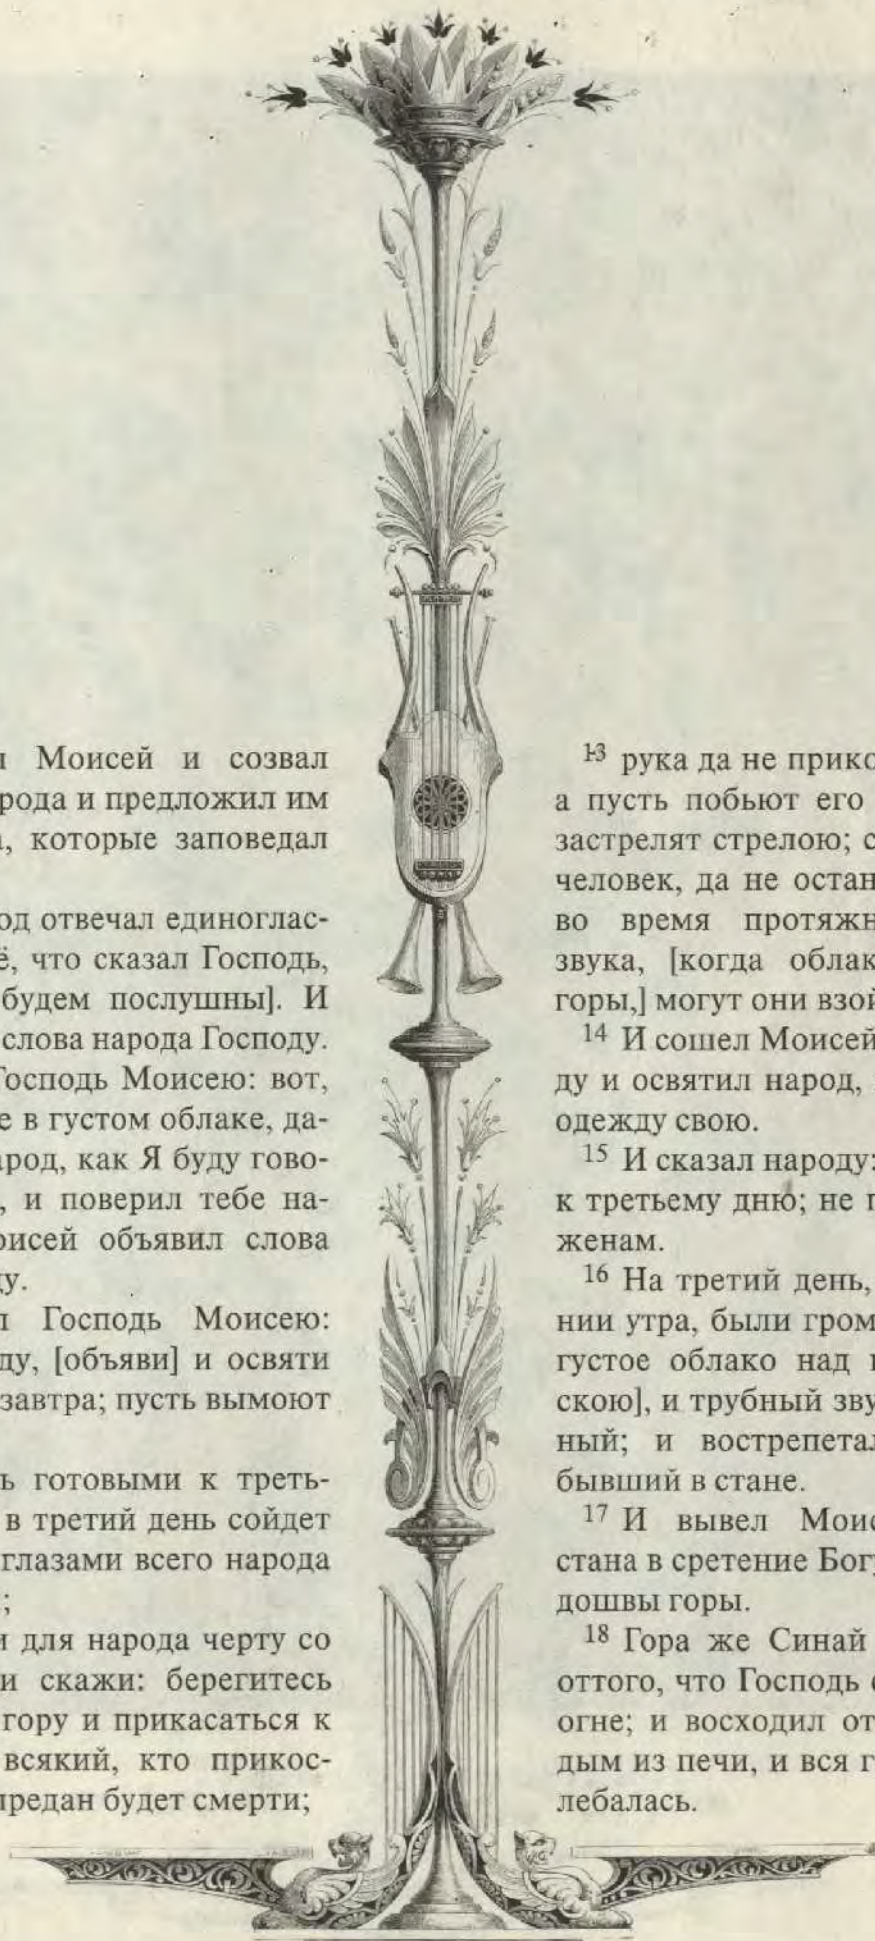 Моисей и созвал
рода и предложил им
которые заповедал
од отвечал единоглас-
что сказал Господь,
будем послушны]. И
слова народа Господу.
Господь Моисею: вот,
е в густом облаке, да-
арод, как Я буду гово-
, и поверил тебе на-
оисей объявил слова
у.
Господь Моисею:
ду, [объяви] и освяти
завтра; пусть вымоют
ь готовыми к треть-
в третий день сойдет
глазами всего народа
;
и для народа черту со
и скажи: берегитесь
гору и прикасаться к
всякий, кто прикос-
предан будет смерти;
13 рука да не прико
а пусть побьют его
застрелят стрелою; с
человек, да не остан
во время протяжн
звука, [когда облак
горы,] могут они взой
14 И сошел Моисей
ду и освятил народ,
одежду свою.
15 И сказал народу:
к третьему дню; не п
женам.
16 На третий день,
нии утра, были гром
густое облако над
скою], и трубный зву
ный; и вострепетал
бывший в стане.
17 И вывел Моис
стана в сретение Бог
дошвы горы.
18 Гора же Синай
оттого, что Господь с
огне; и восходил от
дым из печи, и вся г
лебалась.